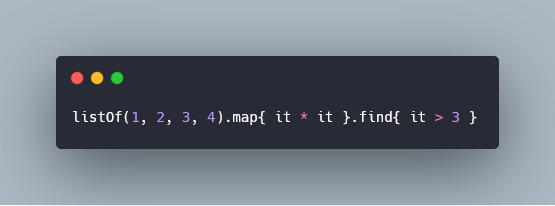 listOf(1, 2, 3, 4).map{ it * it }.find{ it > 3 }